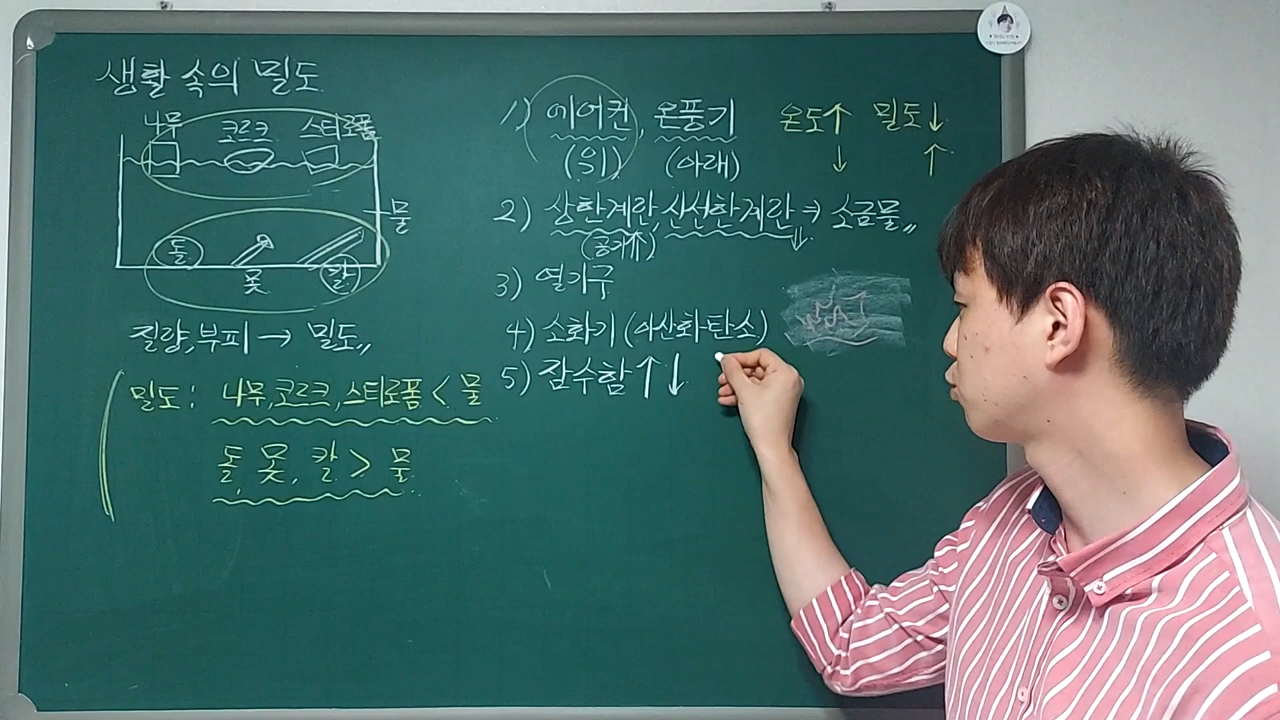 생활 속의 밀도
나무 코르크 스티로폼
물
돌 못 칼
질량, 부피 → 밀도
밀도: 나무, 코르크, 스티로폼 < 물
돌, 못, 칼 > 물
1) 에어컨, 온풍기 온도↑ 밀도↓
(위) (아래) ↓ ↑
2) 상한계란, 신선한계란 → 소금물
(공기↑) ↓
3) 열기구
4) 소화기 (이산화탄소)
5) 잠수함 ↑↓